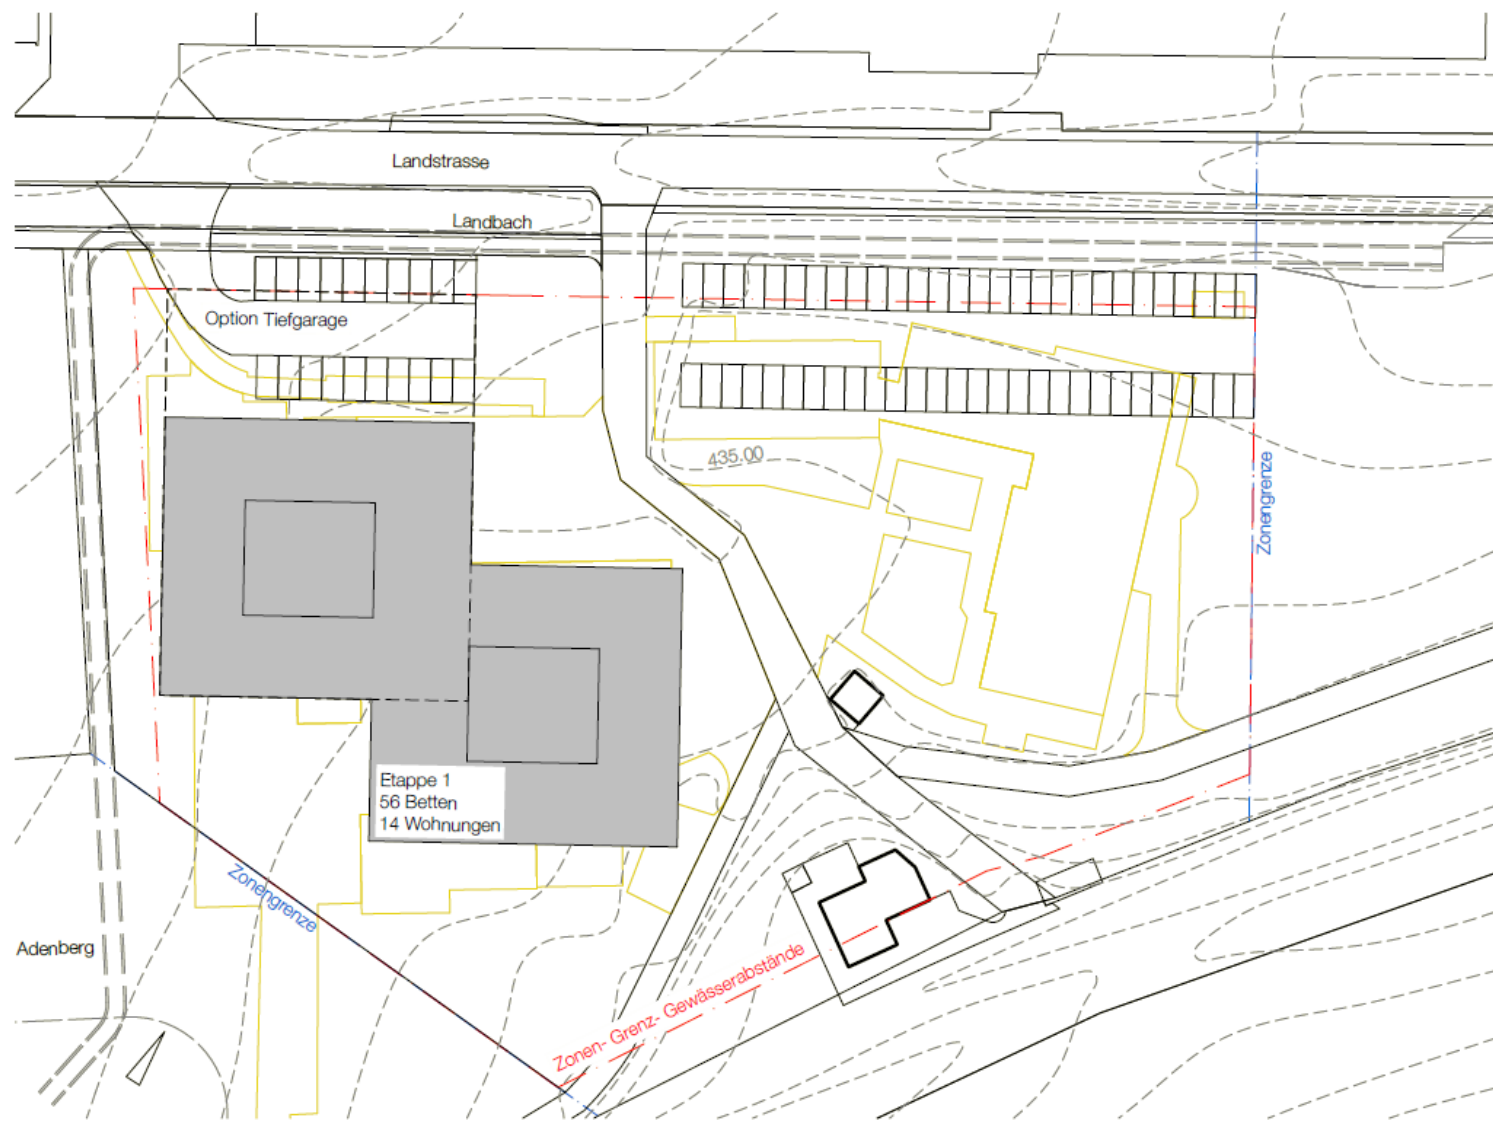 Landstrasse
Landbach
Option Tiefgarage
435.00
Zonengrenze
Etappe 1
56 Betten
14 Wohnungen
Zonengrenze
Adenberg
Zonen- Grenz- Gewässerabstände